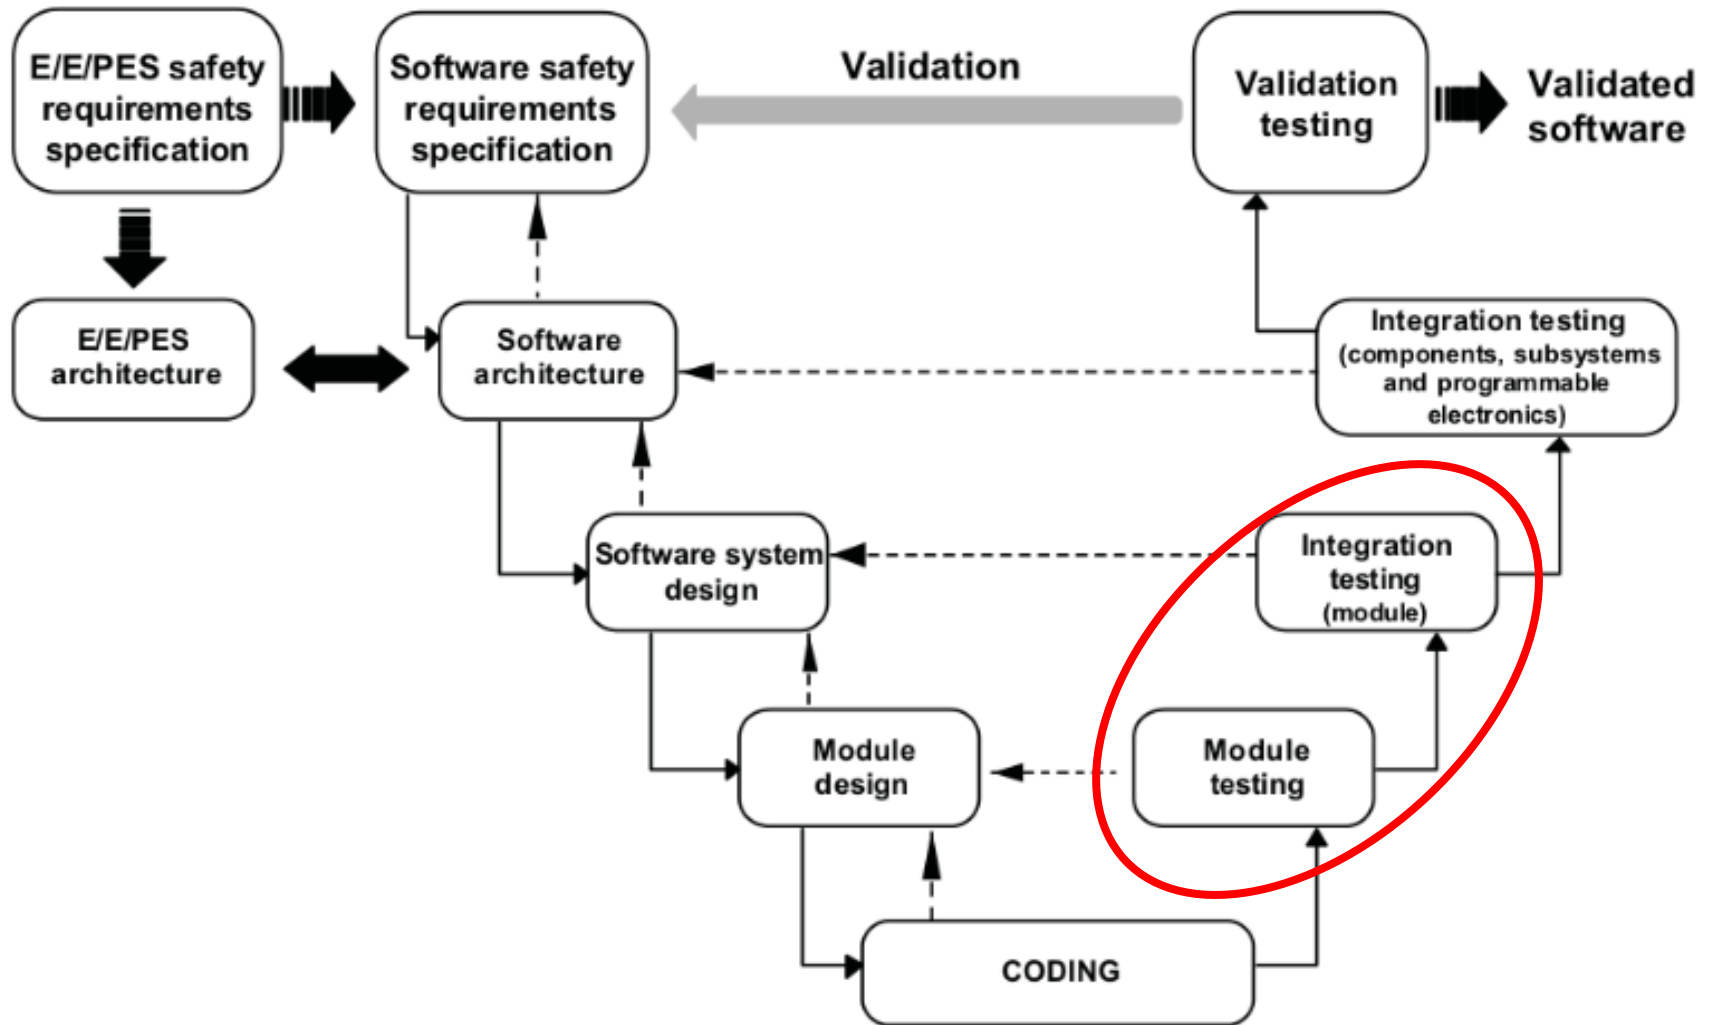 E/E/PES safety
requirements
specification
Software safety
requirements
specification
Validation
Validation
testing
Validated
software
E/E/PES
architecture
Software
architecture
Integration testing
(components, subsystems
and programmable
electronics)
Software system
design
Integration
testing
(module)
Module
design
Module
testing
CODING